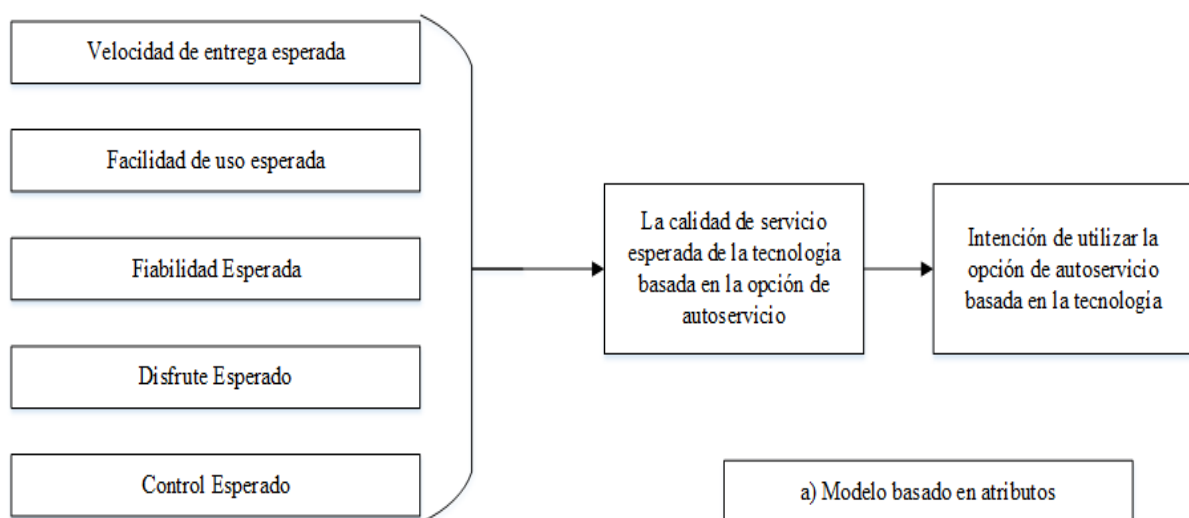 Velocidad de entrega esperada
Facilidad de uso esperada
Fiabilidad Esperada
Disfrute Esperado
Control Esperado
La calidad de servicio
esperada de la tecnología
basada en la opción de
autoservicio
Intención de utilizar la
opción de autoservicio
basada en la tecnología
a) Modelo basado en atributos